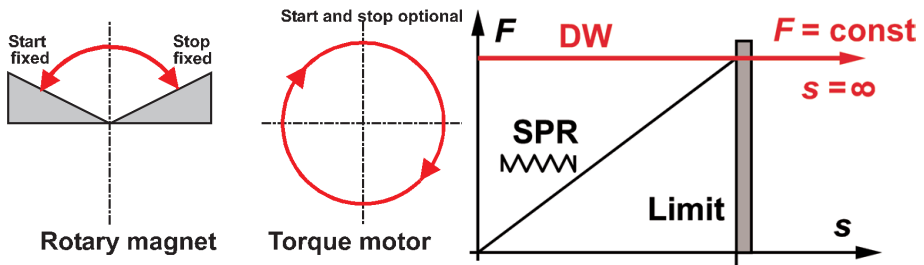 Start
fixed
Stop
fixed
Rotary magnet
Start and stop optional
Torque motor
F
DW
F = const
s = ∞
SPR
Limit
s